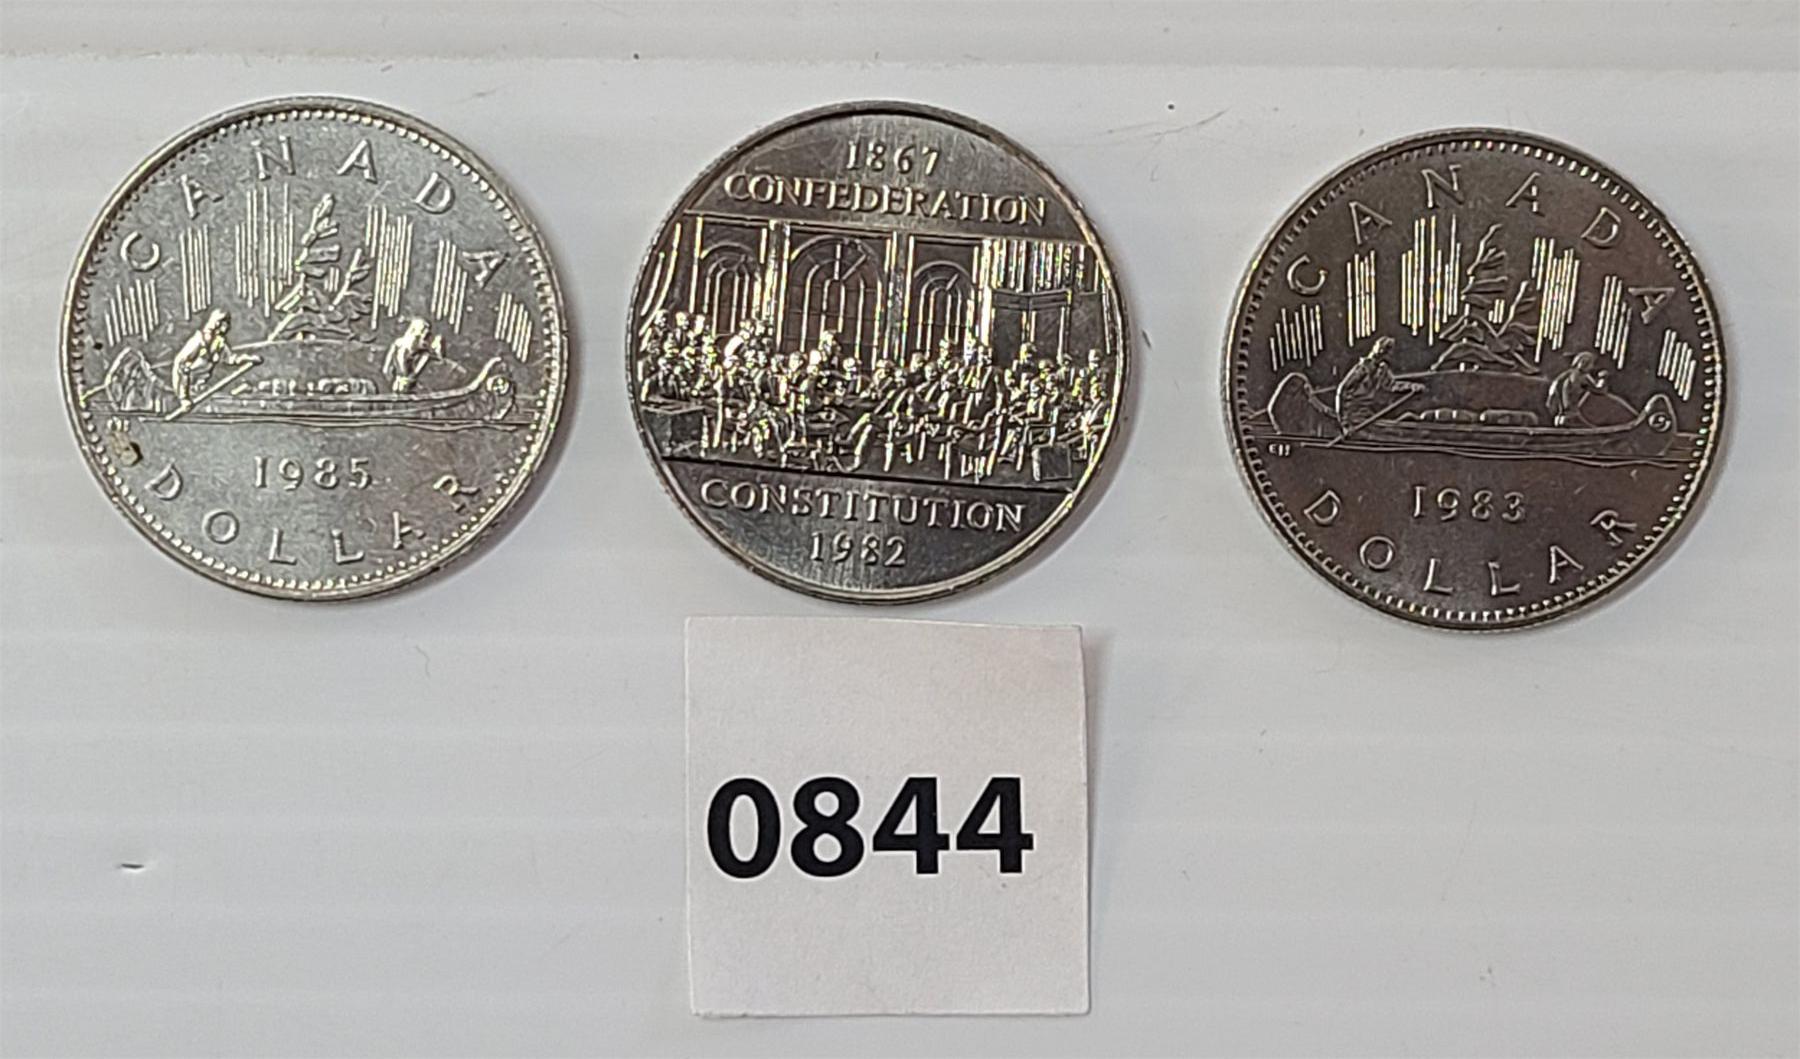 CANADA
1985
DOLLAR
1867
CONFEDERATION
CONSTITUTION
1982
CANADA
1983
DOLLAR
0844